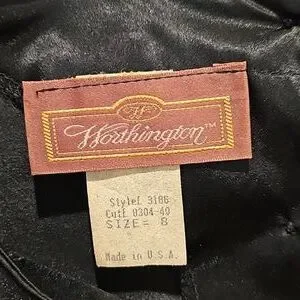 W
Worthington™
Style£ 3186
Cut£ 0304-40
SIZE= 8
Made in U.S.A.